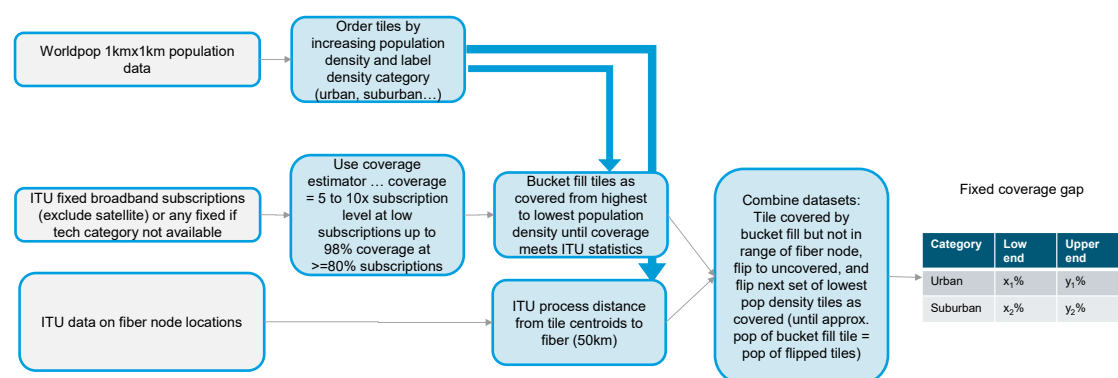 Worldpop 1kmx1km population
data
Order tiles by
increasing population
density and label
density category
(urban, suburban…)
ITU fixed broadband subscriptions
(exclude satellite) or any fixed if
tech category not available
Use coverage
estimator … coverage
= 5 to 10x subscription
level at low
subscriptions up to
98% coverage at
>=80% subscriptions
Bucket fill tiles as
covered from highest
to lowest population
density until coverage
meets ITU statistics
ITU data on fiber node locations
ITU process distance
from tile centroids to
fiber (50km)
Combine datasets:
Tile covered by
bucket fill but not in
range of fiber node,
flip to uncovered, and
flip next set of lowest
pop density tiles as
covered (until approx.
pop of bucket fill tile =
pop of flipped tiles)
Fixed coverage gap
Category Low end Upper end
Urban x₁% y₁%
Suburban x₂% y₂%